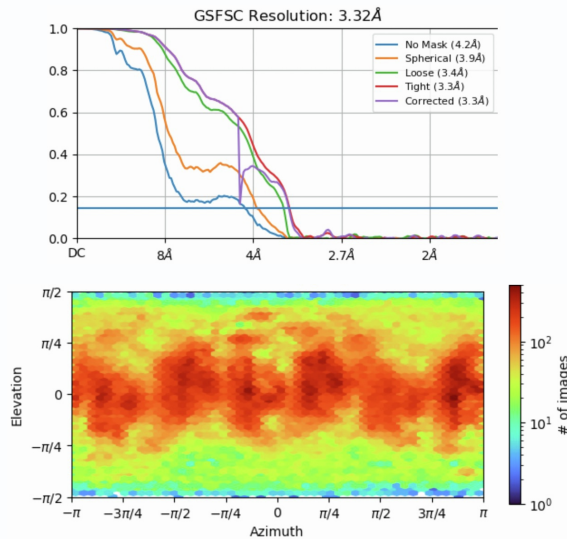 GSFSC Resolution: 3.32Å
1.0
0.8
0.6
0.4
0.2
0.0
No Mask (4.2Å)
Spherical (3.9Å)
Loose (3.4Å)
Tight (3.3Å)
Corrected (3.3Å)
DC 8Å 4Å 2.7Å 2Å
π/2
π/4
0
−π/4
−π/2
Elevation
−π −3π/4 −π/2 −π/4 0 π/4 π/2 3π/4 π
Azimuth
10²
10¹
10⁰
# of images